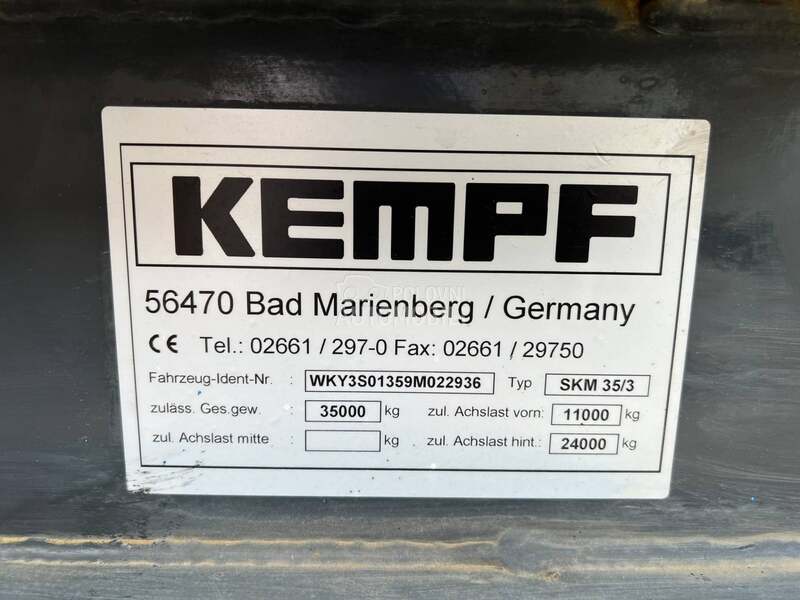 KEMPF
56470 Bad Marienberg / Germany
POLOVNI
AUTOMOBILI
CE Tel.: 02661 / 297-0 Fax: 02661 / 29750
Fahrzeug-Ident-Nr. : WKY3S01359M022936 Typ SKM 35/3
zuläss. Ges.gew. : 35000 kg zul. Achslast vorn: 11000 kg
zul. Achslast mitte : kg zul. Achslast hint.: 24000 kg